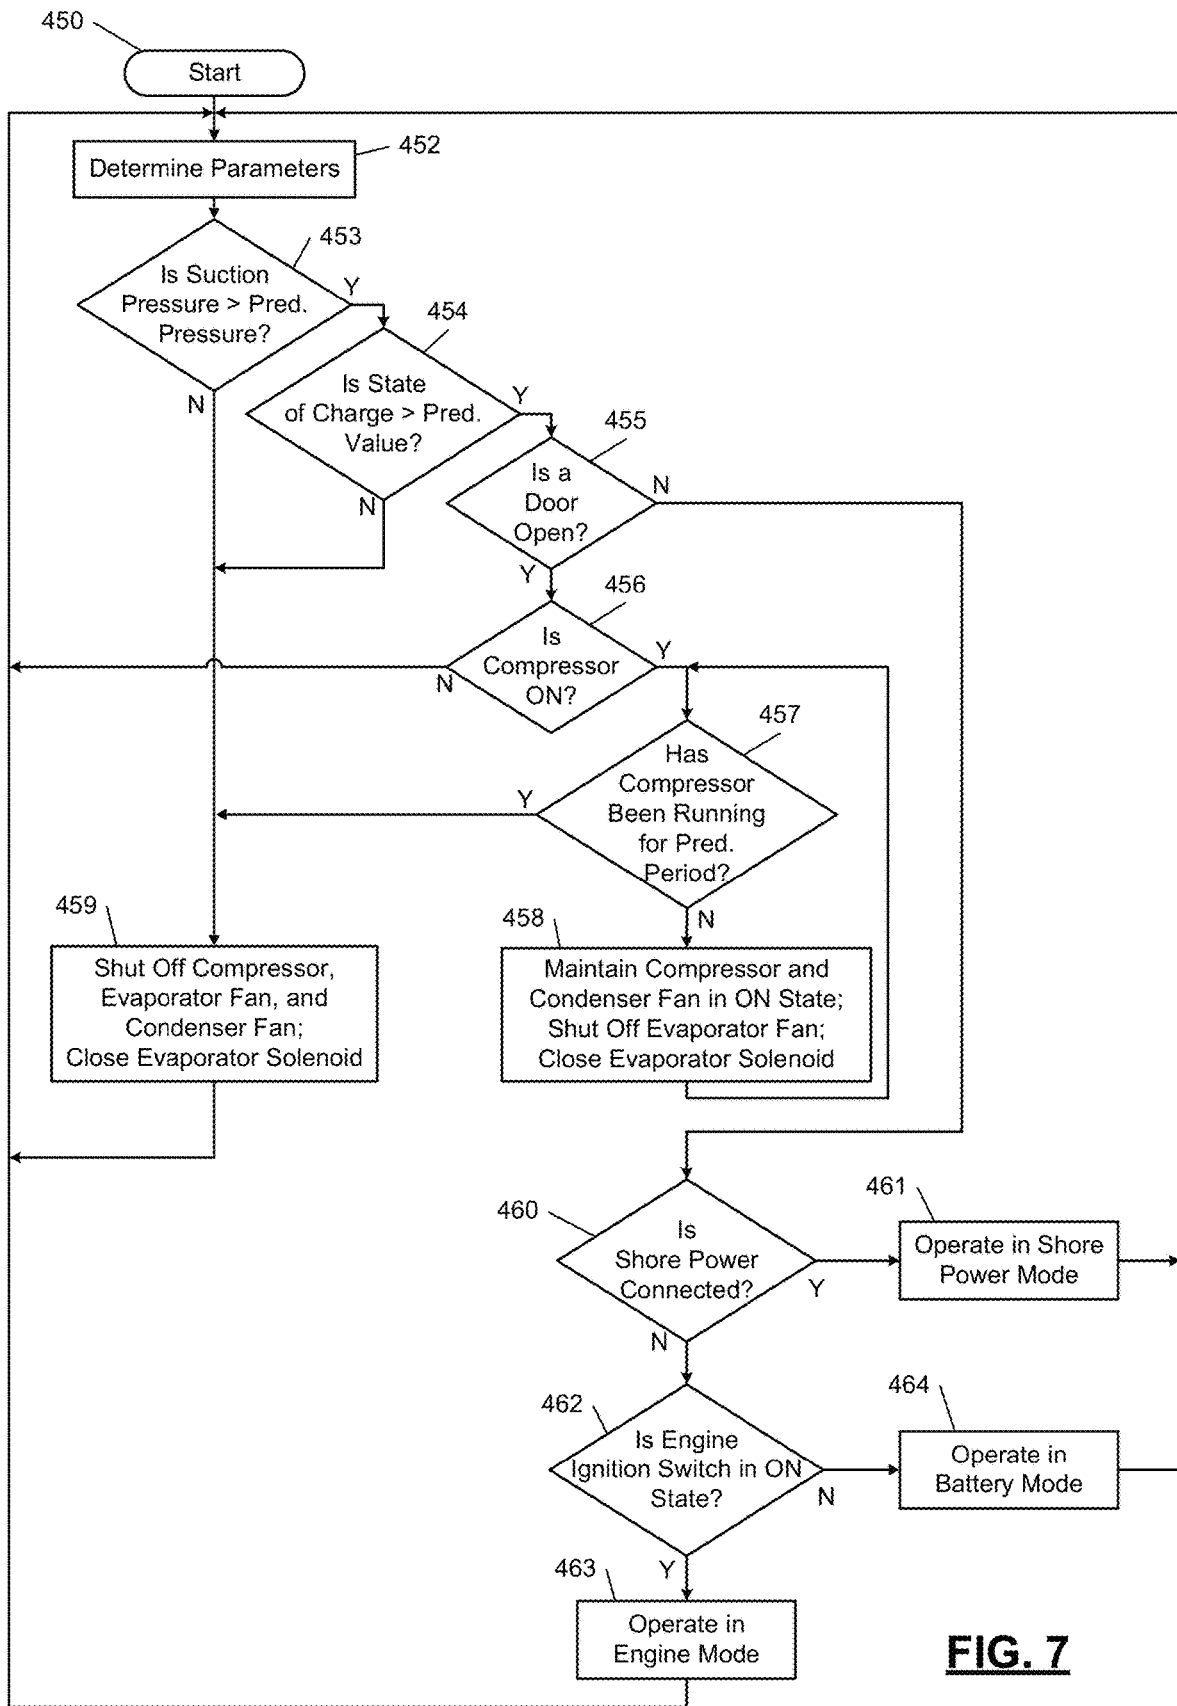 450
Start
452
Determine Parameters
453
Is Suction
Pressure > Pred.
Pressure?
Y
N
454
Is State
of Charge > Pred.
Value?
Y
N
455
Is a
Door
Open?
N
Y
456
Is
Compressor
ON?
Y
N
457
Has
Compressor
Been Running
for Pred.
Period?
Y
N
459
Shut Off Compressor,
Evaporator Fan, and
Condenser Fan;
Close Evaporator Solenoid
458
Maintain Compressor and
Condenser Fan in ON State;
Shut Off Evaporator Fan;
Close Evaporator Solenoid
460
Is
Shore Power
Connected?
Y
N
461
Operate in Shore
Power Mode
462
Is Engine
Ignition Switch in ON
State?
N
Y
464
Operate in
Battery Mode
463
Operate in
Engine Mode
FIG. 7